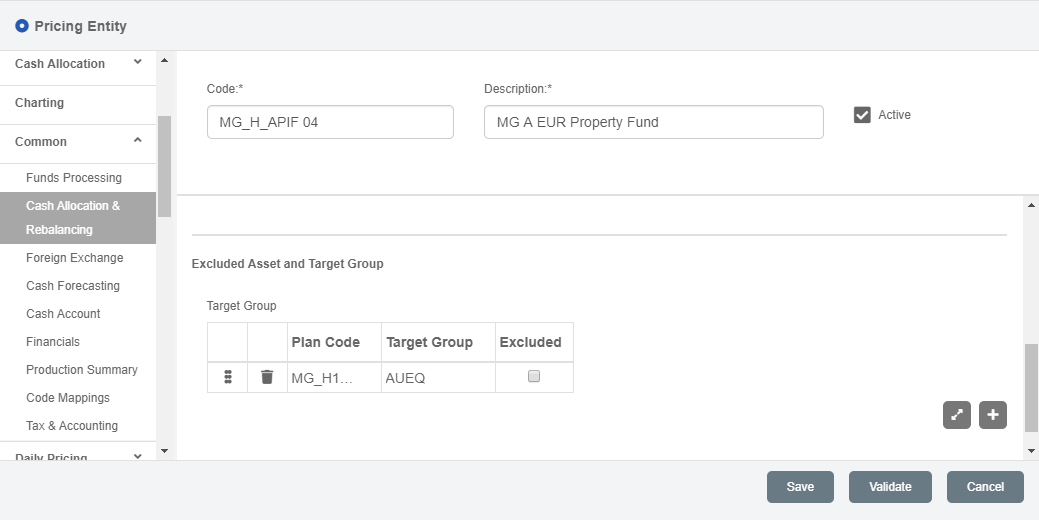 Pricing Entity
Cash Allocation
Charting
Common
Funds Processing
Cash Allocation &
Rebalancing
Foreign Exchange
Cash Forecasting
Cash Account
Financials
Production Summary
Code Mappings
Tax & Accounting
Daily Pricing
Code:*
Description:*
MG_H_APIF 04
MG A EUR Property Fund
Active
Excluded Asset and Target Group
Target Group
Plan Code Target Group Excluded
MG_H1... AUEQ
Save Validate Cancel